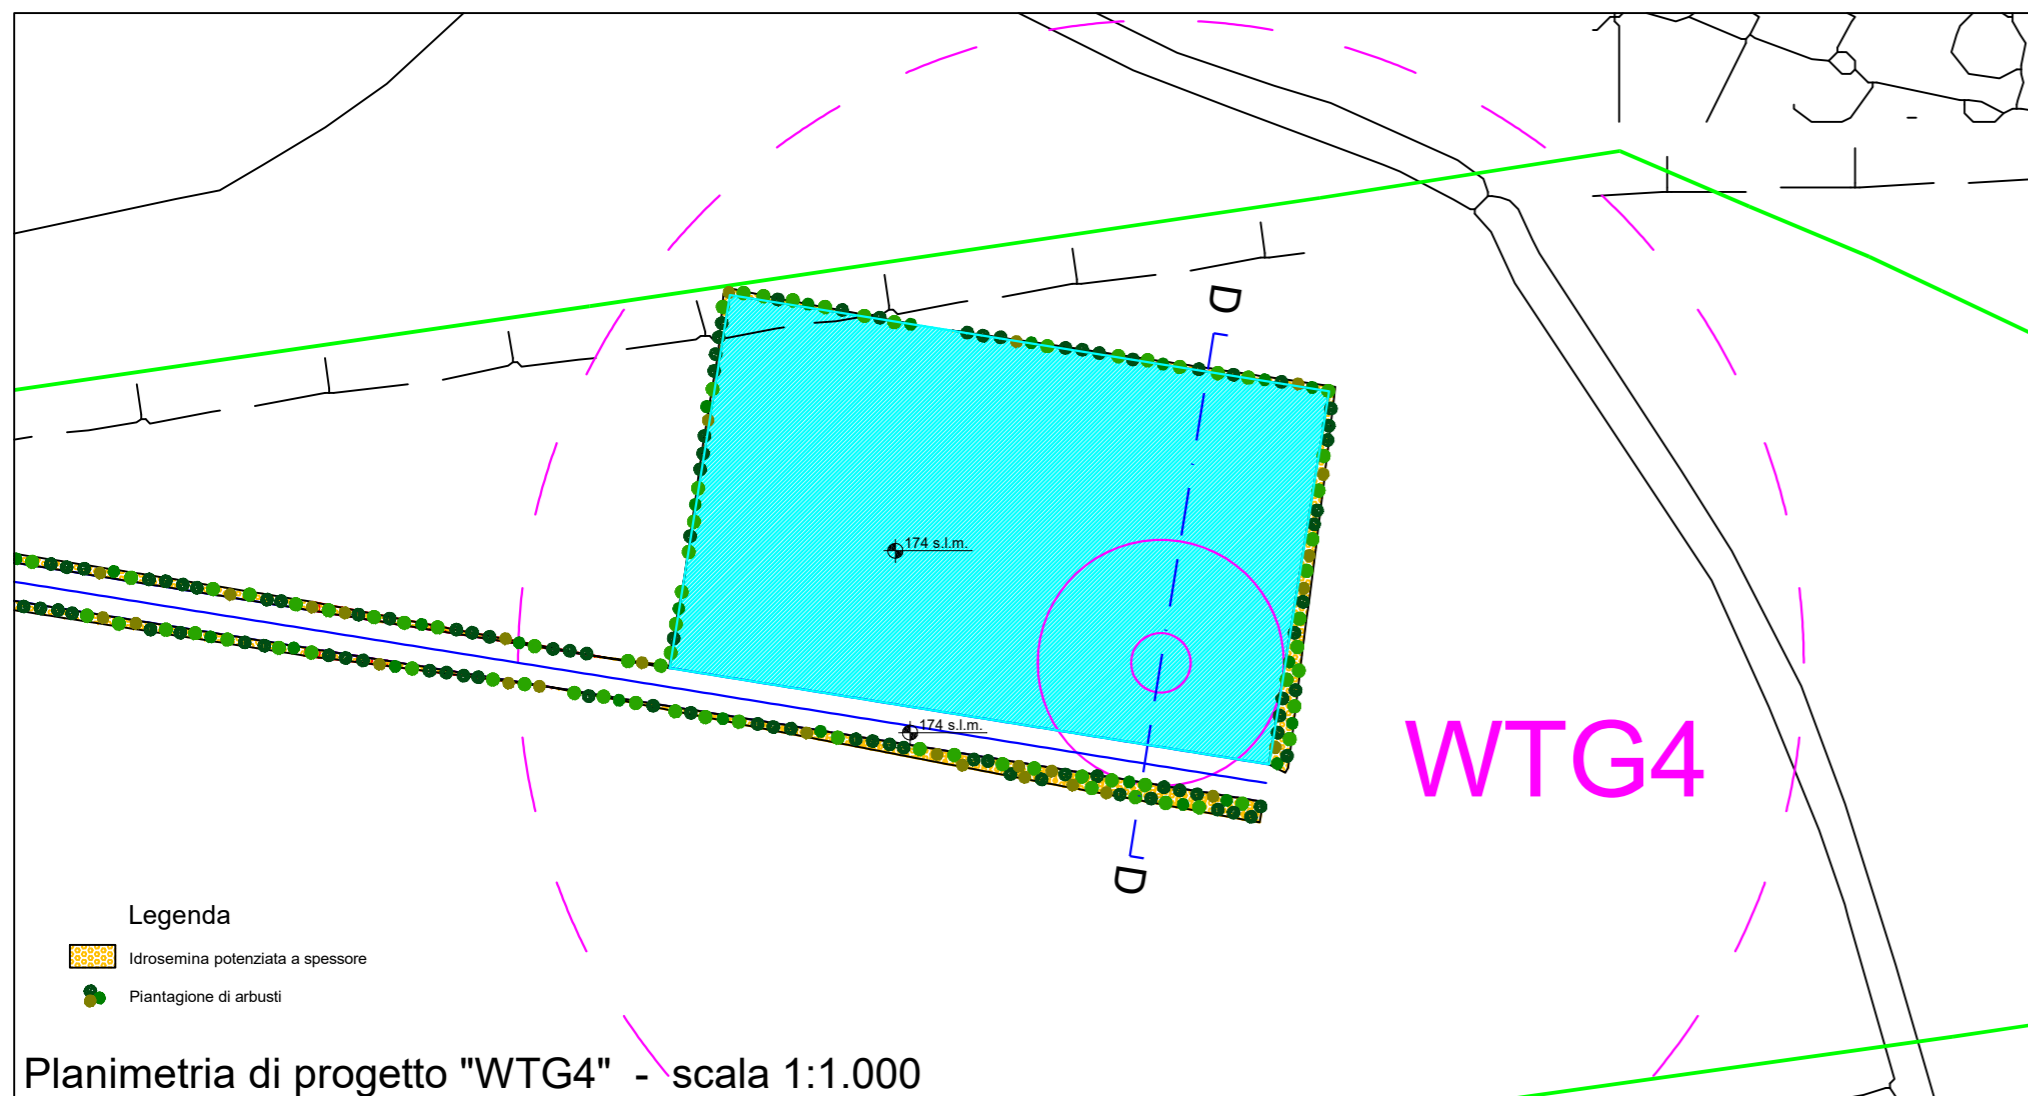 D
174 s.l.m.
174 s.l.m.
WTG4
D
Legenda
Idrosemina potenziata a spessore
Piantagione di arbusti
Planimetria di progetto "WTG4" - scala 1:1.000